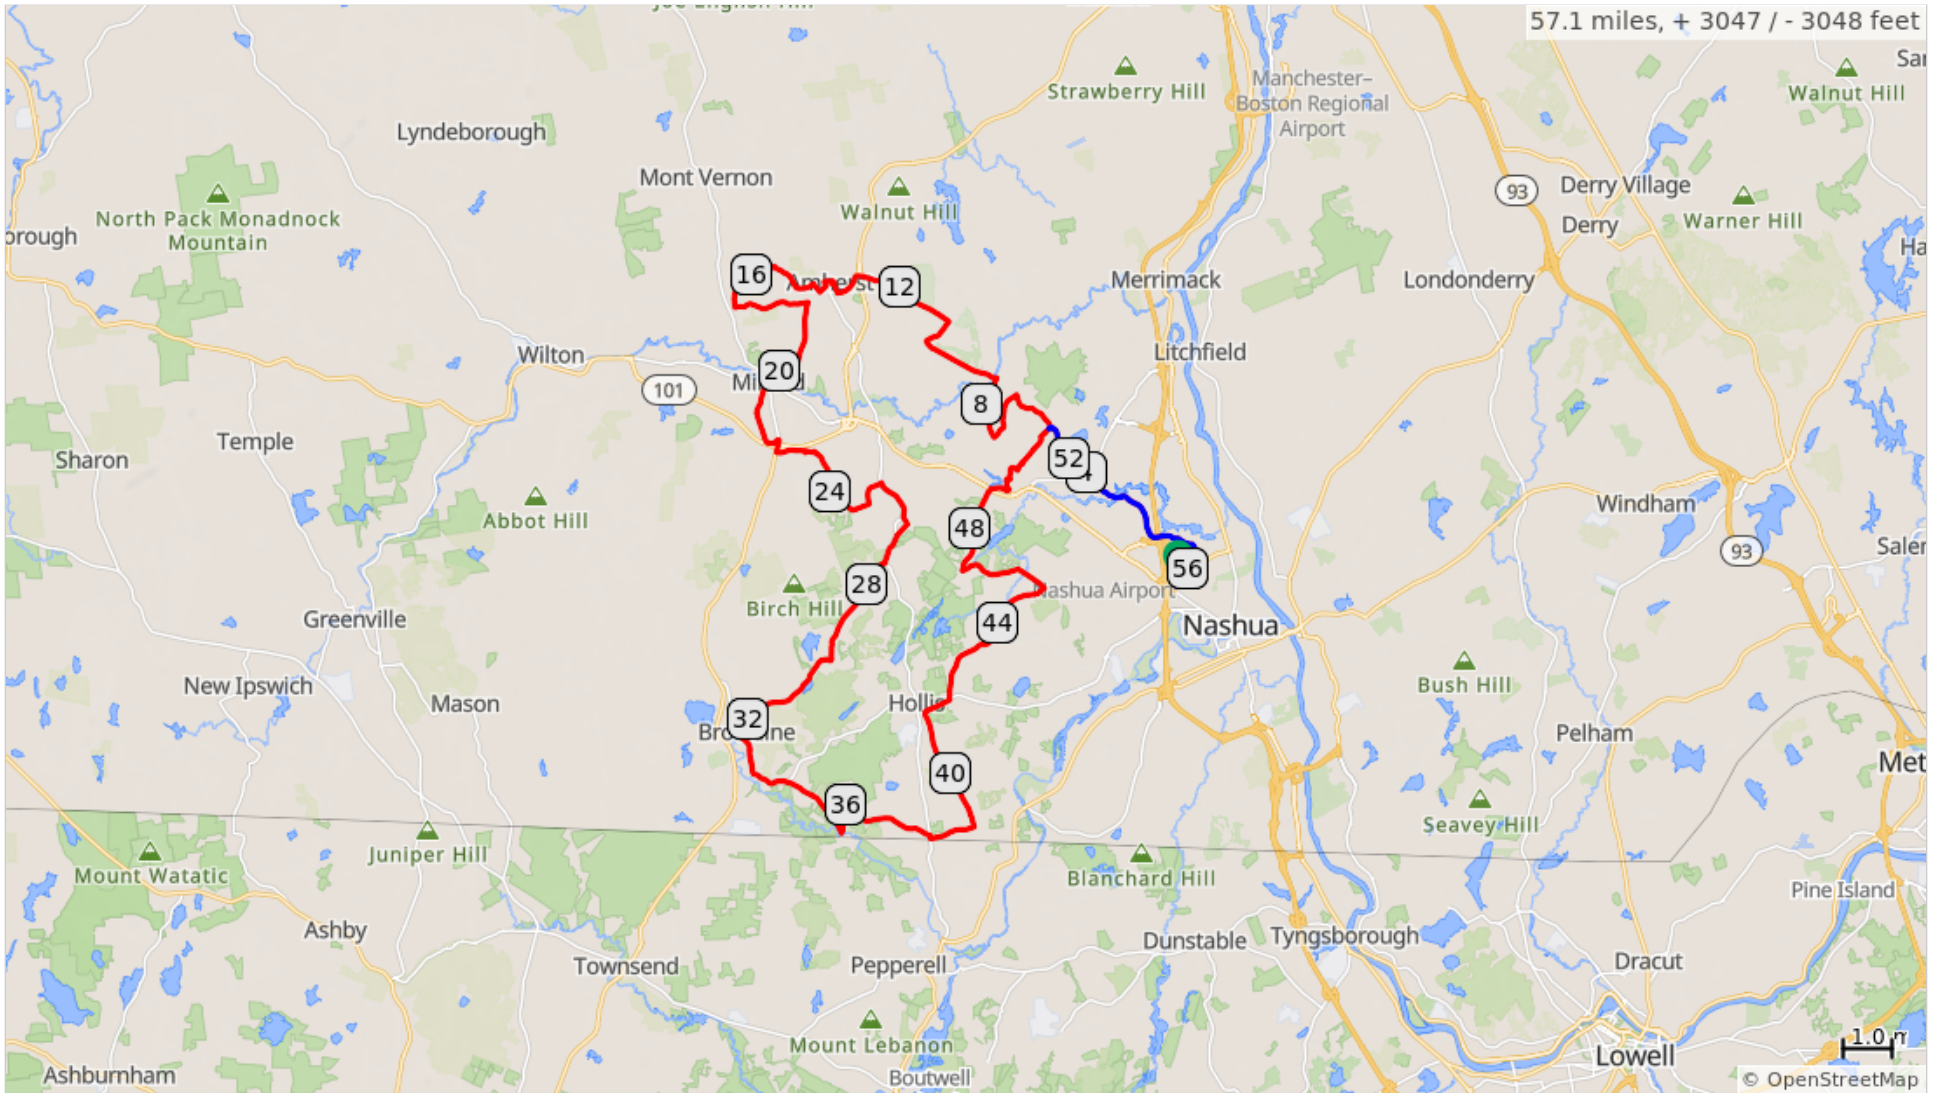 57.1 miles, + 3047 / - 3048 feet
Strawberry Hill
Manchester–
Boston Regional
Airport
Walnut Hill
Lyndeborough
Mont Vernon
93
Derry Village
North Pack Monadnock
Mountain
Walnut Hill
Derry
Warner Hill
16
12
Merrimack
Londonderry
Wilton
Litchfield
20
101
8
Temple
Sharon
52
24
Windham
Abbot Hill
48
93
56
28
Birch Hill
Nashua Airport
Greenville
44
Nashua
New Ipswich
Mason
Bush Hill
32
Hollis
Pelham
40
36
Juniper Hill
Seavey Hill
Mount Watatic
Blanchard Hill
Pine Island
Ashby
Dunstable
Tyngsborough
Townsend
Pepperell
Dracut
Mount Lebanon
1.0 m
Lowell
Ashburnham
Boutwell
© OpenStreetMap